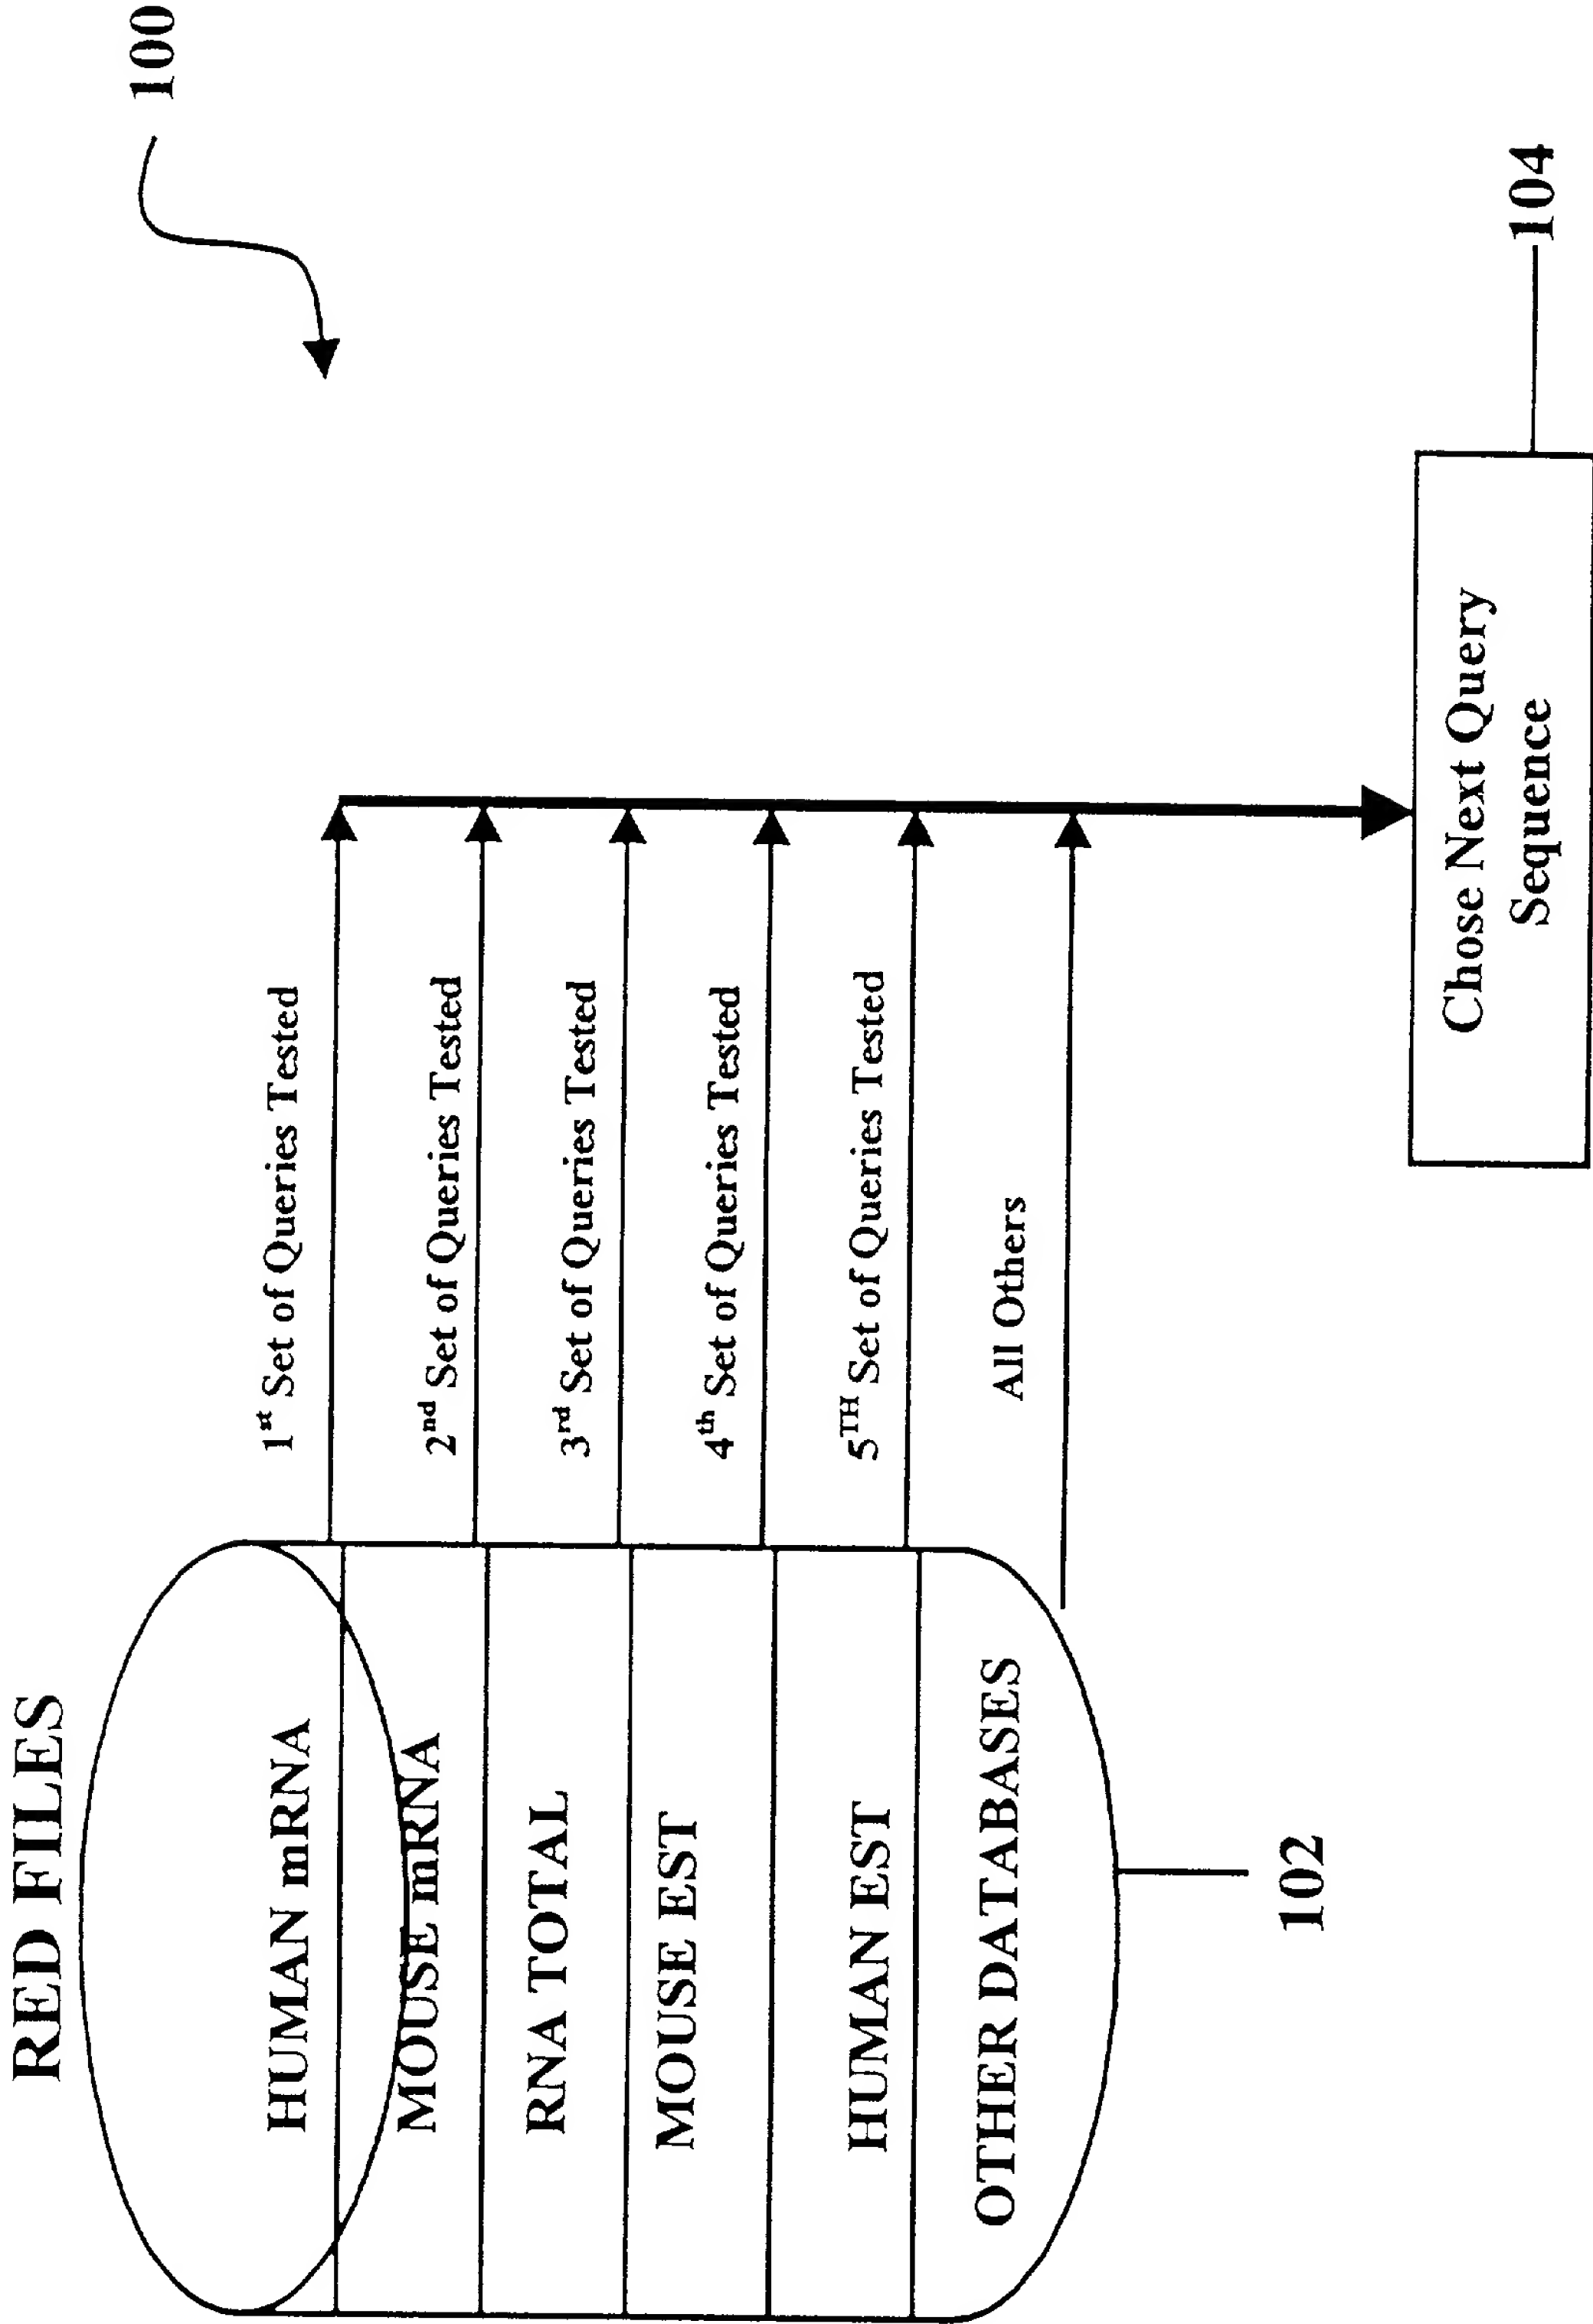 RED FILES
100
HUMAN mRNA
1st Set of Queries Tested
MOUSE mRNA
2nd Set of Queries Tested
RNA TOTAL
3rd Set of Queries Tested
MOUSE EST
4th Set of Queries Tested
HUMAN EST
5TH Set of Queries Tested
OTHER DATABASES
All Others
102
Chose Next Query
Sequence
104